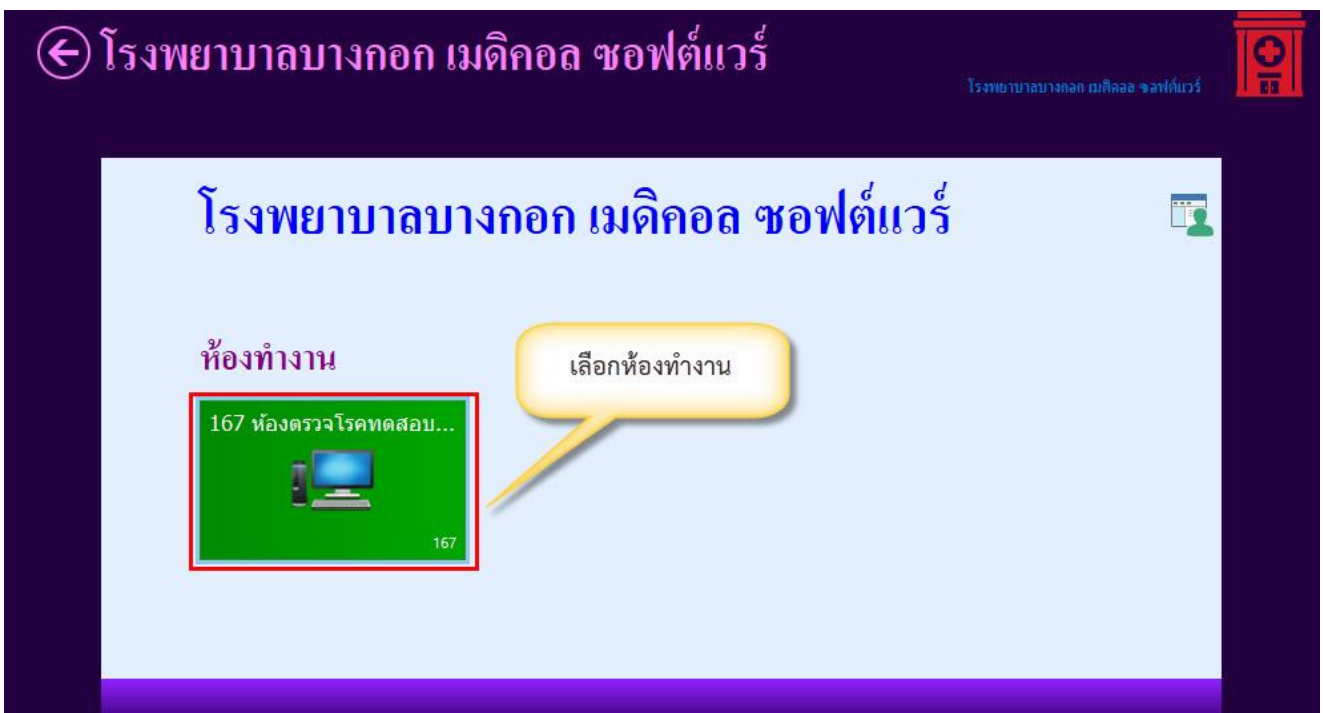 โรงพยาบาลบางกอก เมดิคอล ซอฟต์แวร์
โรงพยาบาลบางกอก เมดิคอล ซอฟต์แวร์
โรงพยาบาลบางกอก เมดิคอล ซอฟต์แวร์
ห้องทำงาน
เลือกห้องทำงาน
167 ห้องตรวจโรคทดสอบ...
167